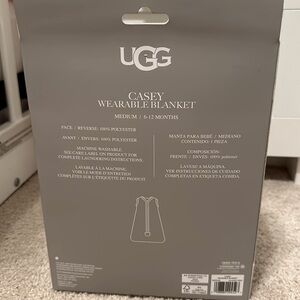 UGG
CASEY
WEARABLE BLANKET
MEDIUM / 6-12 MONTHS
FACE / REVERSE: 100% POLYESTER
AVANT / ENVERS: 100% POLYESTER
MACHINE WASHABLE.
SEE CARE LABEL ON PRODUCT FOR
COMPLETE LAUNDERING INSTRUCTIONS.
LAVABLE À LA MACHINE.
VOIR LE MODE D'ENTRETIEN
COMPLET SUR L'ÉTIQUETTE DU PRODUIT.
MANTA PARA BEBÉ / MEDIANO
CONTENIDO: 1 PIEZA
COMPOSICIÓN:
FRENTE / ENVÉS: 100% poliéster
LAVABLE A MÁQUINA.
VER INSTRUCCIONES DE CUIDADO
COMPLETAS EN ETIQUETA COSIDA.